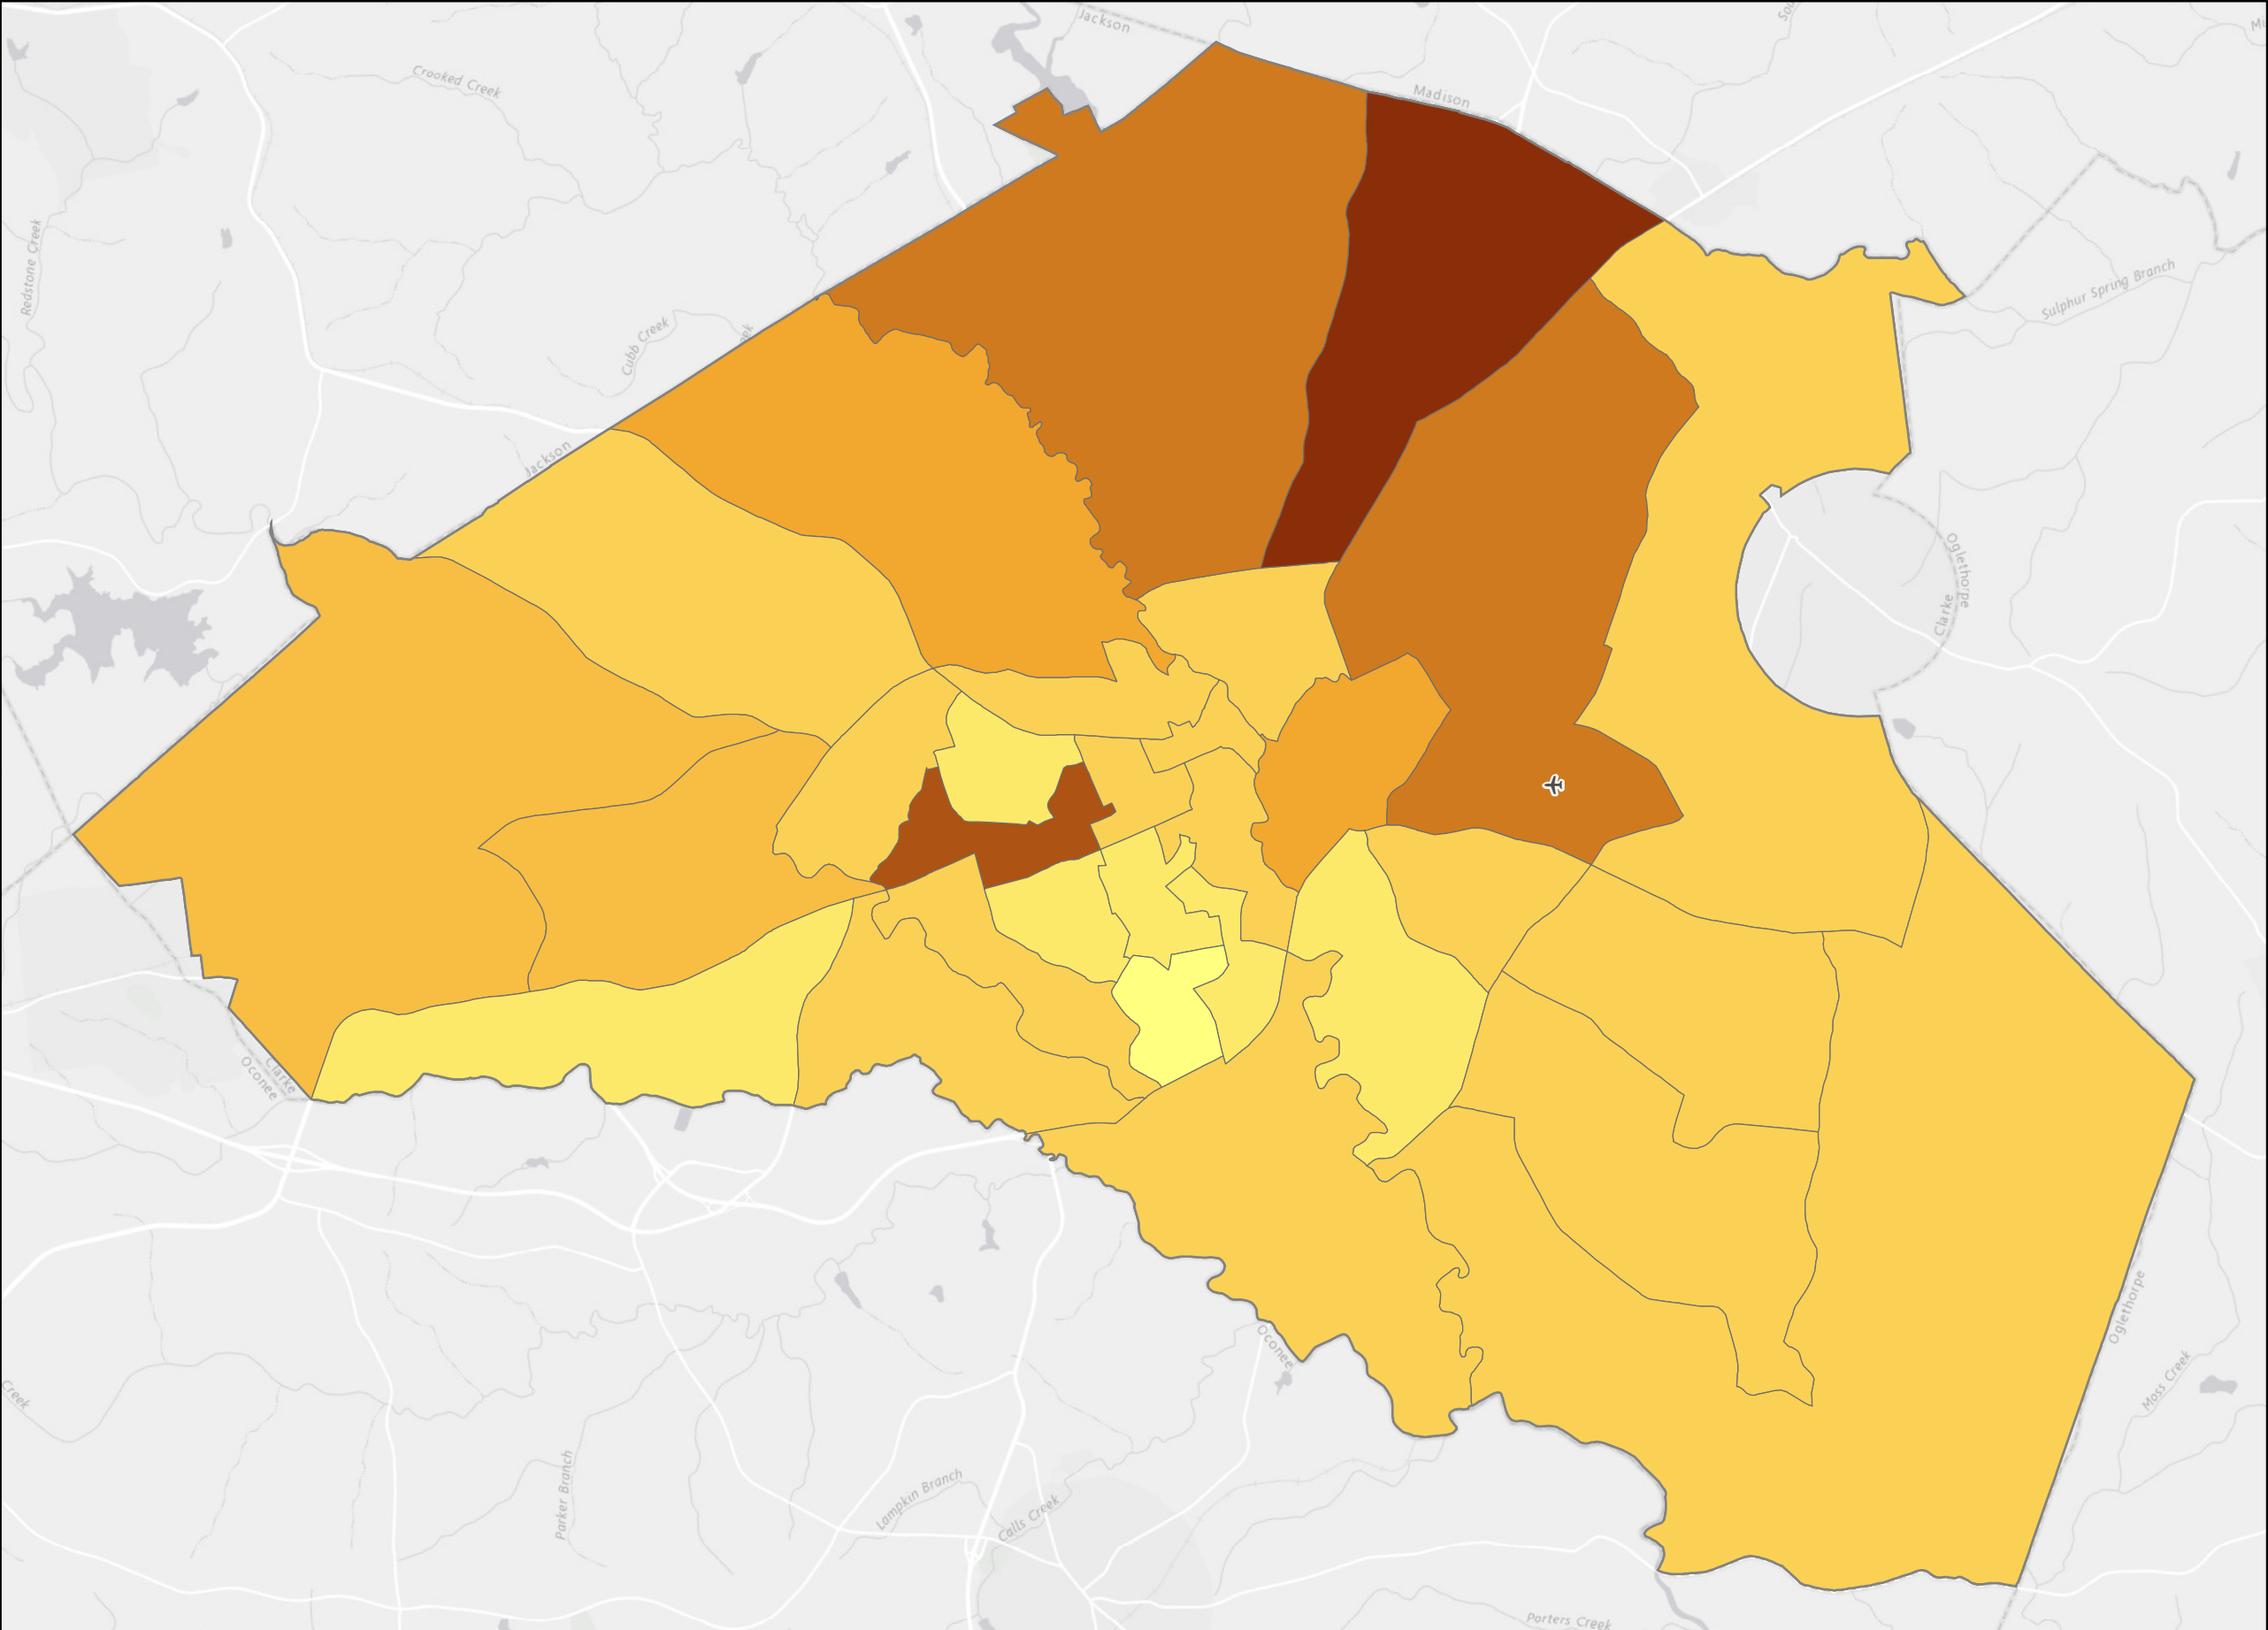 Jackson
Crooked Creek
Madison
Redstone Creek
Sulphur Spring Branch
Cubb Creek
Jackson
Oglethorpe
Clarke
Clarke
Oconee
Oglethorpe
Oconee
Moss Creek
Creek
Parker Branch
Lampkin Branch
Calls Creek
Porters Creek